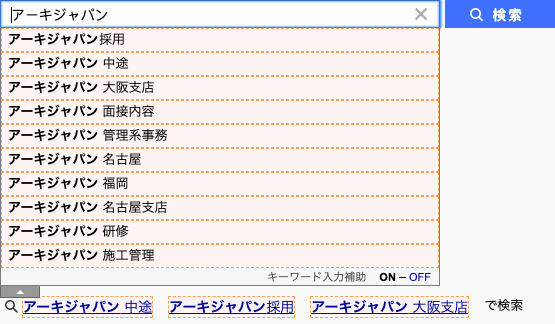 アーキジャパン
検索
アーキジャパン採用
アーキジャパン 中途
アーキジャパン 大阪支店
アーキジャパン 面接内容
アーキジャパン 管理系事務
アーキジャパン 名古屋
アーキジャパン 福岡
アーキジャパン 名古屋支店
アーキジャパン 研修
アーキジャパン 施工管理
キーワード入力補助 ON – OFF
アーキジャパン 中途 アーキジャパン採用 アーキジャパン 大阪支店 で検索